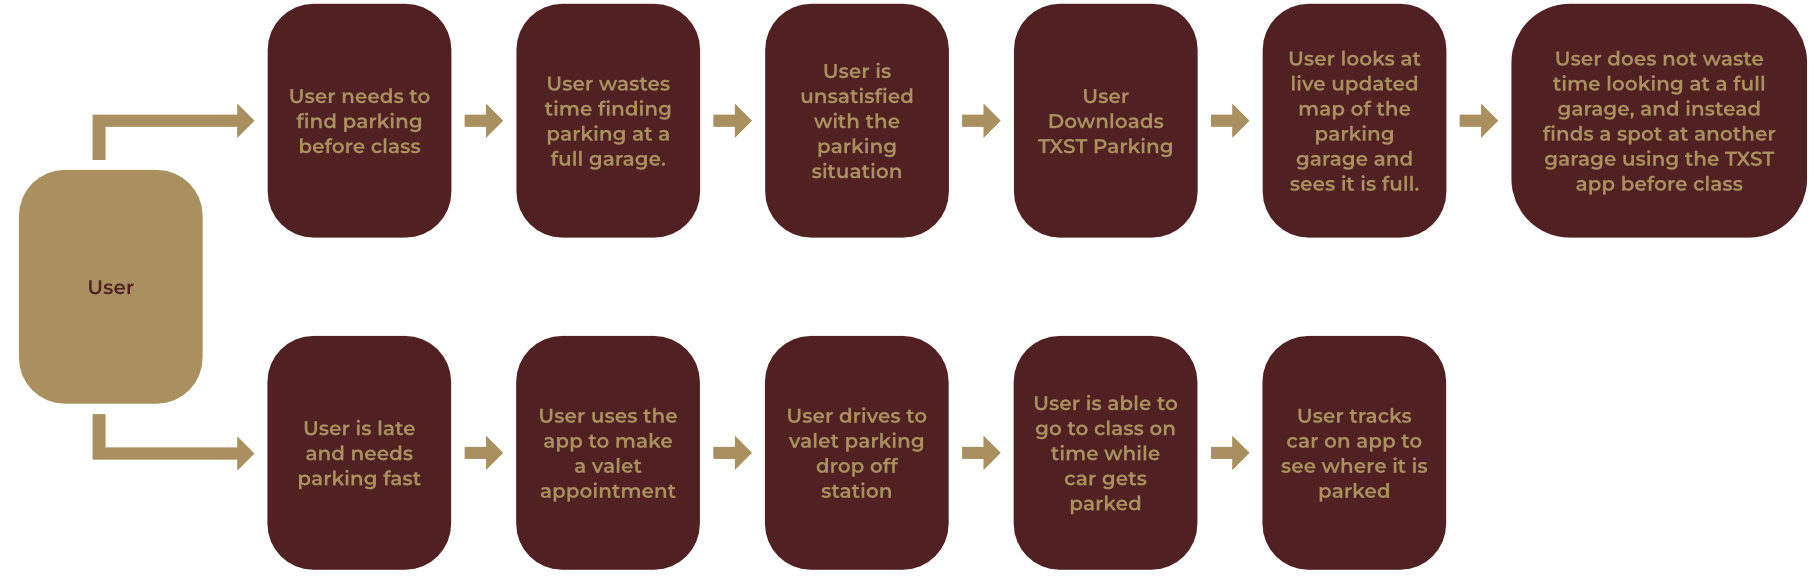 User
User needs to
find parking
before class
User wastes
time finding
parking at a
full garage.
User is
unsatisfied
with the
parking
situation
User
Downloads
TXST Parking
User looks at
live updated
map of the
parking
garage and
sees it is full.
User does not waste
time looking at a full
garage, and instead
finds a spot at another
garage using the TXST
app before class
User is late
and needs
parking fast
User uses the
app to make
a valet
appointment
User drives to
valet parking
drop off
station
User is able to
go to class on
time while
car gets
parked
User tracks
car on app to
see where it is
parked